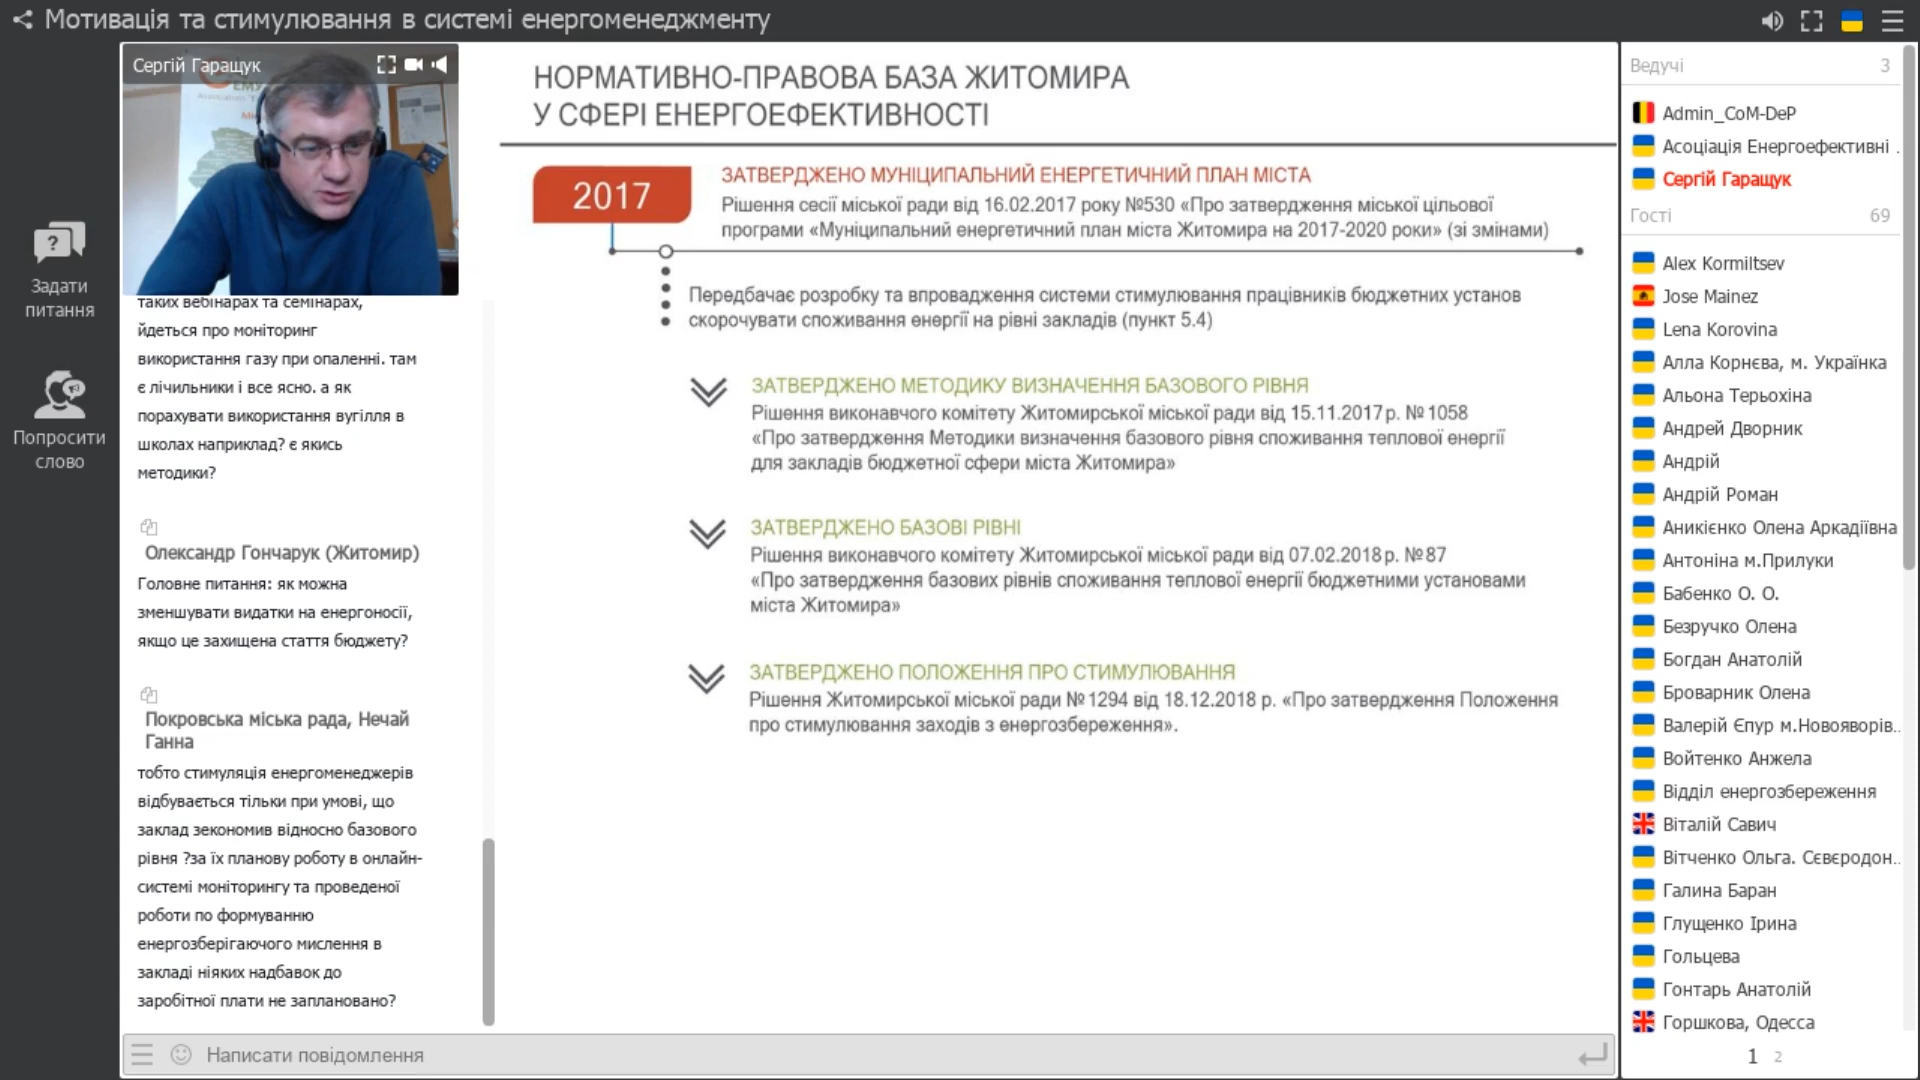 Мотивація та стимулювання в системі енергоменеджменту
Задати
питання
Попросити
слово
Сергій Гаращук
таких вебінарах та семінарах,
йдеться про моніторинг
використання газу при опаленні. там
є лічильники і все ясно. а як
порахувати використання вугілля в
школах наприклад? є якись
методики?
Олександр Гончарук (Житомир)
Головне питання: як можна
зменшувати видатки на енергоносії,
якщо це захищена стаття бюджету?
Покровська міська рада, Нечай
Ганна
тобто стимуляція енергоменеджерів
відбувається тільки при умові, що
заклад зекономив відносно базового
рівня ?за їх планову роботу в онлайн-
системі моніторингу та проведеної
роботи по формуванню
енергозберігаючого мислення в
закладі ніяких надбавок до
заробітної плати не заплановано?
Написати повідомлення
НОРМАТИВНО-ПРАВОВА БАЗА ЖИТОМИРА
У СФЕРІ ЕНЕРГОЕФЕКТИВНОСТІ
2017
ЗАТВЕРДЖЕНО МУНІЦИПАЛЬНИЙ ЕНЕРГЕТИЧНИЙ ПЛАН МІСТА
Рішення сесії міської ради від 16.02.2017 року №530 «Про затвердження міської цільової
програми «Муніципальний енергетичний план міста Житомира на 2017-2020 роки» (зі змінами)
Передбачає розробку та впровадження системи стимулювання працівників бюджетних установ
скорочувати споживання енергії на рівні закладів (пункт 5.4)
ЗАТВЕРДЖЕНО МЕТОДИКУ ВИЗНАЧЕННЯ БАЗОВОГО РІВНЯ
Рішення виконавчого комітету Житомирської міської ради від 15.11.2017 р. № 1058
«Про затвердження Методики визначення базового рівня споживання теплової енергії
для закладів бюджетної сфери міста Житомира»
ЗАТВЕРДЖЕНО БАЗОВІ РІВНІ
Рішення виконавчого комітету Житомирської міської ради від 07.02.2018 р. № 87
«Про затвердження базових рівнів споживання теплової енергії бюджетними установами
міста Житомира»
ЗАТВЕРДЖЕНО ПОЛОЖЕННЯ ПРО СТИМУЛЮВАННЯ
Рішення Житомирської міської ради № 1294 від 18.12.2018 р. «Про затвердження Положення
про стимулювання заходів з енергозбереження».
Ведучі 3
Admin_CoM-DeP
Асоціація Енергоефективні .
Сергій Гаращук
Гості 69
Alex Kormiltsev
Jose Mainez
Lena Korovina
Алла Корнєва, м. Українка
Альона Терьохіна
Андрей Дворник
Андрій
Андрій Роман
Аникієнко Олена Аркадіївна
Антоніна м.Прилуки
Бабенко О. О.
Безручко Олена
Богдан Анатолій
Броварник Олена
Валерій Єпур м.Новояворів..
Войтенко Анжела
Відділ енергозбереження
Віталій Савич
Вітченко Ольга. Сєвєродон..
Галина Баран
Глущенко Ірина
Гольцева
Гонтарь Анатолій
Горшкова, Одесса
1 2